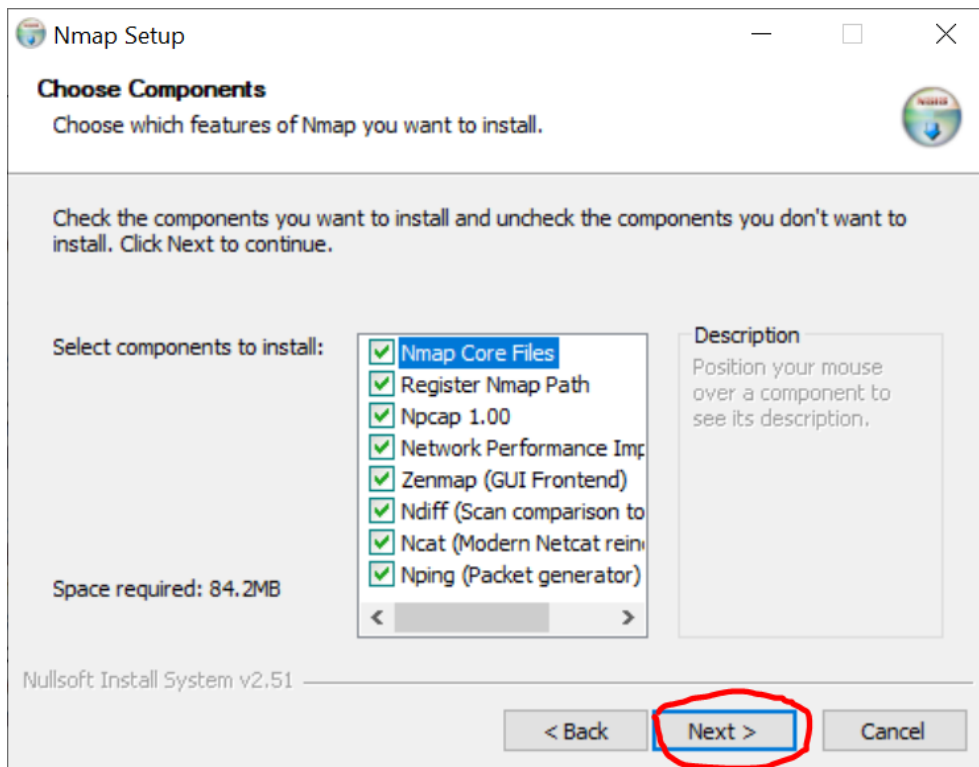 Nmap Setup
Choose Components
Choose which features of Nmap you want to install.
Check the components you want to install and uncheck the components you don't want to
install. Click Next to continue.
Select components to install:
Nmap Core Files
Register Nmap Path
Npcap 1.00
Network Performance Imp
Zenmap (GUI Frontend)
Ndiff (Scan comparison to
Ncat (Modern Netcat rein
Nping (Packet generator)
Description
Position your mouse
over a component to
see its description.
Space required: 84.2MB
Nullsoft Install System v2.51
< Back
Next >
Cancel